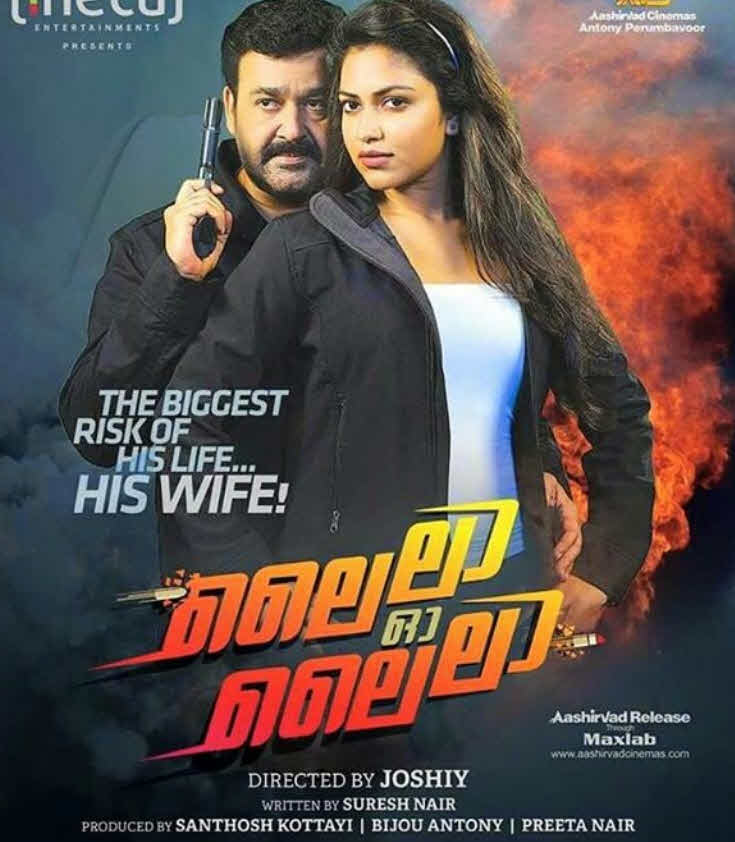 ENTERTAINMENTS
PRESENTS
Aashirvad Cinemas
Antony Perumbavoor
THE BIGGEST
RISK OF
HIS LIFE...
HIS WIFE!
ലൈലാ
ഓ
ലൈലാ
AashirVad Release
Through
Maxlab
www.aashirvadcinemas.com
DIRECTED BY JOSHIY
WRITTEN BY SURESH NAIR
PRODUCED BY SANTHOSH KOTTAYI | BIJOU ANTONY | PREETA NAIR